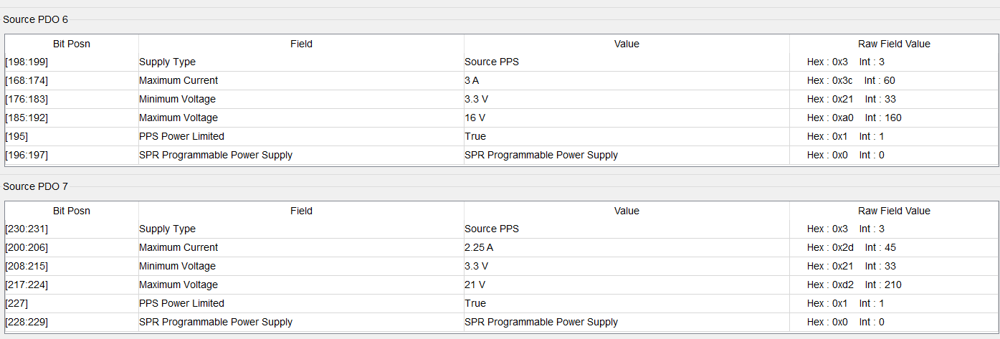 Source PDO 6
Bit Posn Field Value Raw Field Value
[198:199] Supply Type Source PPS Hex : 0x3 Int : 3
[168:174] Maximum Current 3 A Hex : 0x3c Int : 60
[176:183] Minimum Voltage 3.3 V Hex : 0x21 Int : 33
[185:192] Maximum Voltage 16 V Hex : 0xa0 Int : 160
[195] PPS Power Limited True Hex : 0x1 Int : 1
[196:197] SPR Programmable Power Supply SPR Programmable Power Supply Hex : 0x0 Int : 0
Source PDO 7
Bit Posn Field Value Raw Field Value
[230:231] Supply Type Source PPS Hex : 0x3 Int : 3
[200:206] Maximum Current 2.25 A Hex : 0x2d Int : 45
[208:215] Minimum Voltage 3.3 V Hex : 0x21 Int : 33
[217:224] Maximum Voltage 21 V Hex : 0xd2 Int : 210
[227] PPS Power Limited True Hex : 0x1 Int : 1
[228:229] SPR Programmable Power Supply SPR Programmable Power Supply Hex : 0x0 Int : 0